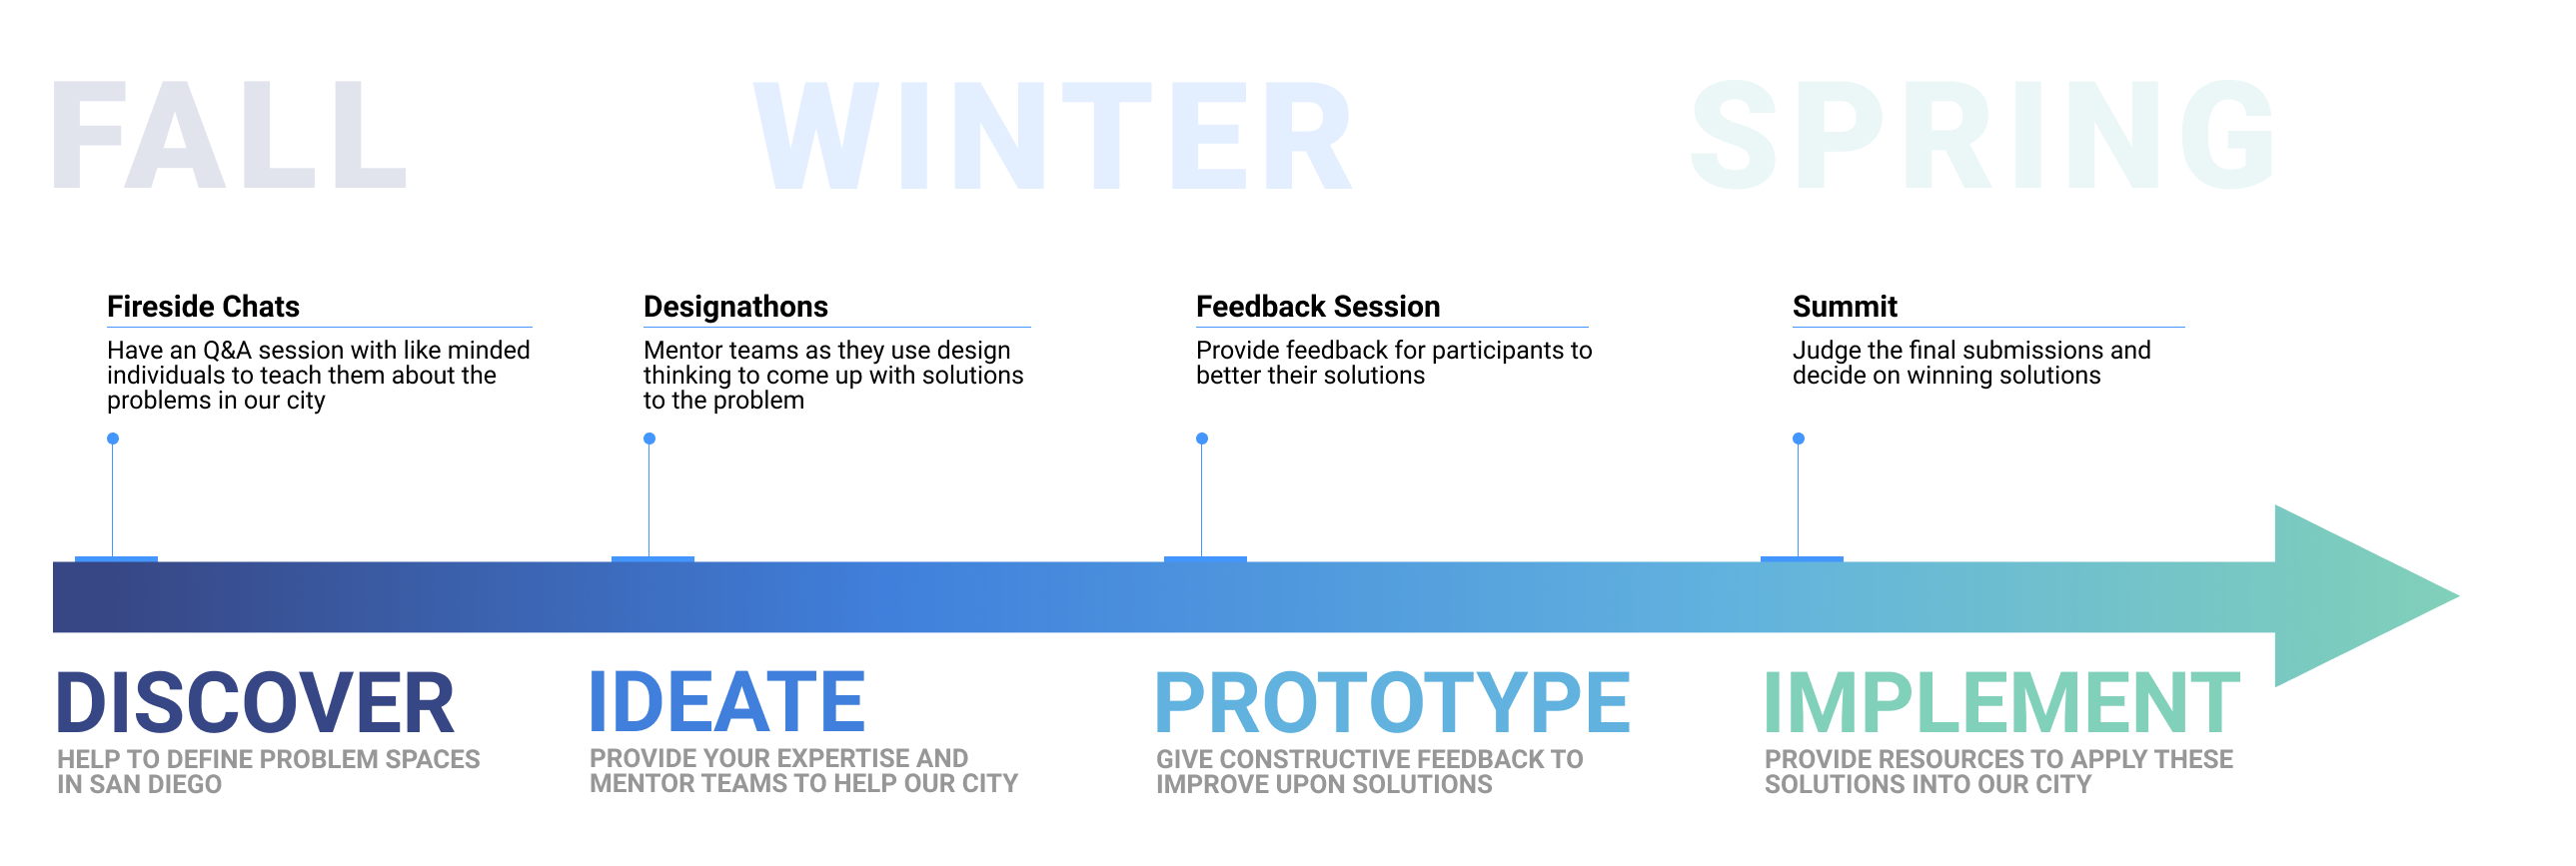 FALL
WINTER
SPRING
Fireside Chats
Have an Q&A session with like minded
individuals to teach them about the
problems in our city
Designathons
Mentor teams as they use design
thinking to come up with solutions
to the problem
Feedback Session
Provide feedback for participants to
better their solutions
Summit
Judge the final submissions and
decide on winning solutions
DISCOVER
HELP TO DEFINE PROBLEM SPACES
IN SAN DIEGO
IDEATE
PROVIDE YOUR EXPERTISE AND
MENTOR TEAMS TO HELP OUR CITY
PROTOTYPE
GIVE CONSTRUCTIVE FEEDBACK TO
IMPROVE UPON SOLUTIONS
IMPLEMENT
PROVIDE RESOURCES TO APPLY THESE
SOLUTIONS INTO OUR CITY